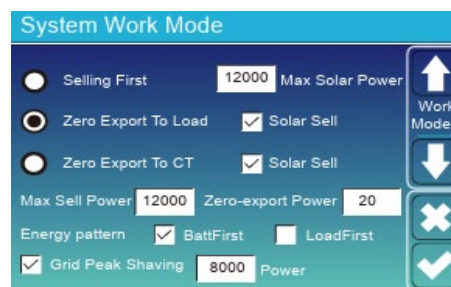 System Work Mode
Selling First 12000 Max Solar Power
Work
Mode
Zero Export To Load Solar Sell
Zero Export To CT Solar Sell
Max Sell Power 12000 Zero-export Power 20
Energy pattern BattFirst LoadFirst
Grid Peak Shaving 8000 Power